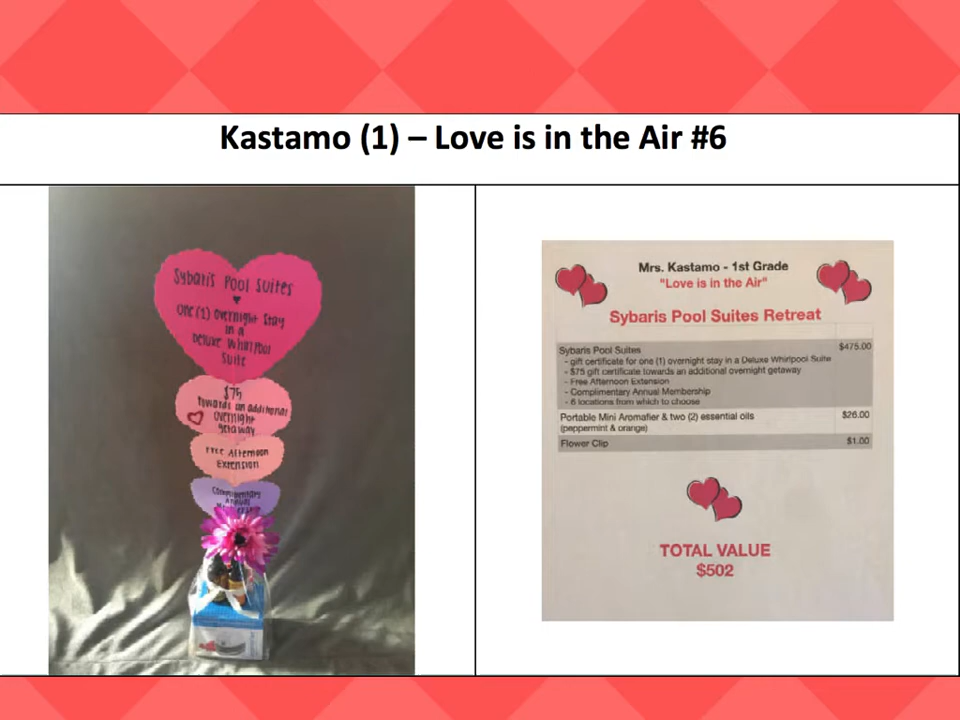 Kastamo (1) – Love is in the Air #6
Sybaris Pool Suites
One (1) overnight stay
in a
Deluxe Whirlpool
Suite
$75
towards an additional
overnight
getaway
Free Afternoon
Extension
Complimentary
Annual
Mrs. Kastamo - 1st Grade
"Love is in the Air"
Sybaris Pool Suites Retreat
Sybaris Pool Suites $475.00
- gift certificate for one (1) overnight stay in a Deluxe Whirlpool Suite
- $75 gift certificate towards an additional overnight getaway
- Free Afternoon Extension
- Complimentary Annual Membership
- 6 locations from which to choose
Portable Mini Aromafier & two (2) essential oils $26.00
(peppermint & orange)
Flower Clip $1.00
TOTAL VALUE
$502